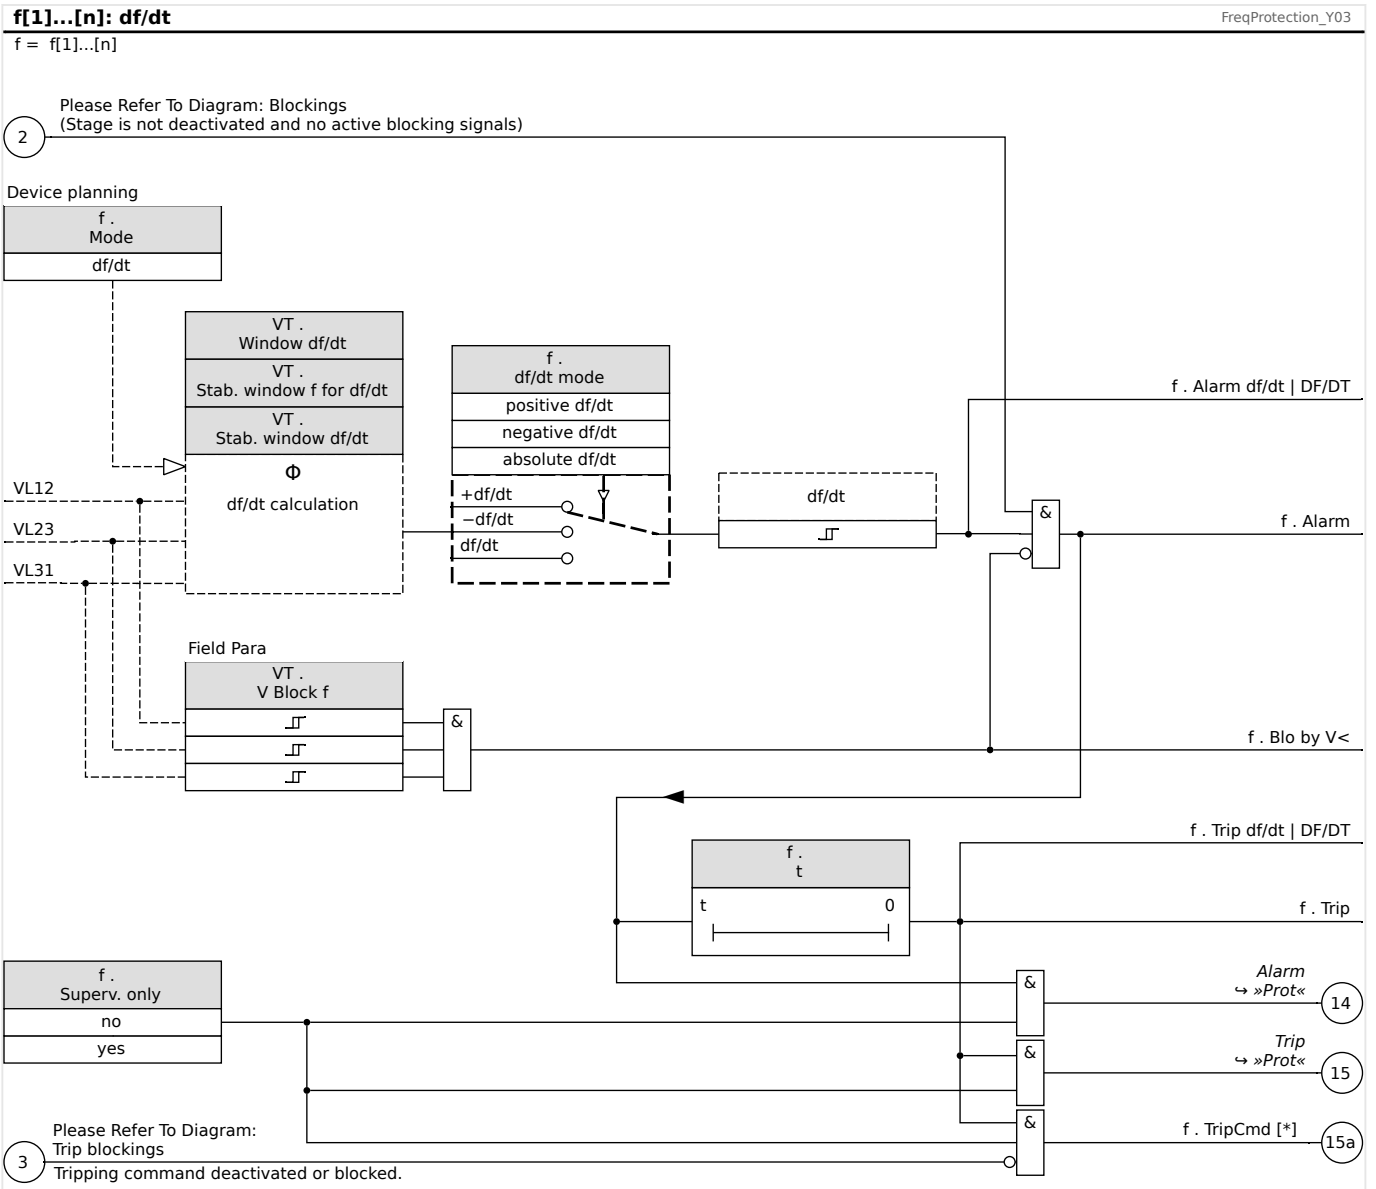 f[1]...[n]: df/dt
FreqProtection_Y03
f = f[1]...[n]
Please Refer To Diagram: Blockings
(Stage is not deactivated and no active blocking signals)
2
Device planning
f .
Mode
df/dt
VT .
Window df/dt
VT .
Stab. window f for df/dt
VT .
Stab. window df/dt
Φ
df/dt calculation
f .
df/dt mode
positive df/dt
negative df/dt
absolute df/dt
+df/dt
−df/dt
df/dt
df/dt
f . Alarm df/dt | DF/DT
&
f . Alarm
VL12
VL23
VL31
Field Para
VT .
V Block f
&
f . Blo by V<
f . Trip df/dt | DF/DT
f .
t
t 0
f . Trip
f .
Superv. only
no
yes
&
Alarm
↪ »Prot«
14
&
Trip
↪ »Prot«
15
&
f . TripCmd [*]
15a
Please Refer To Diagram:
Trip blockings
3
Tripping command deactivated or blocked.